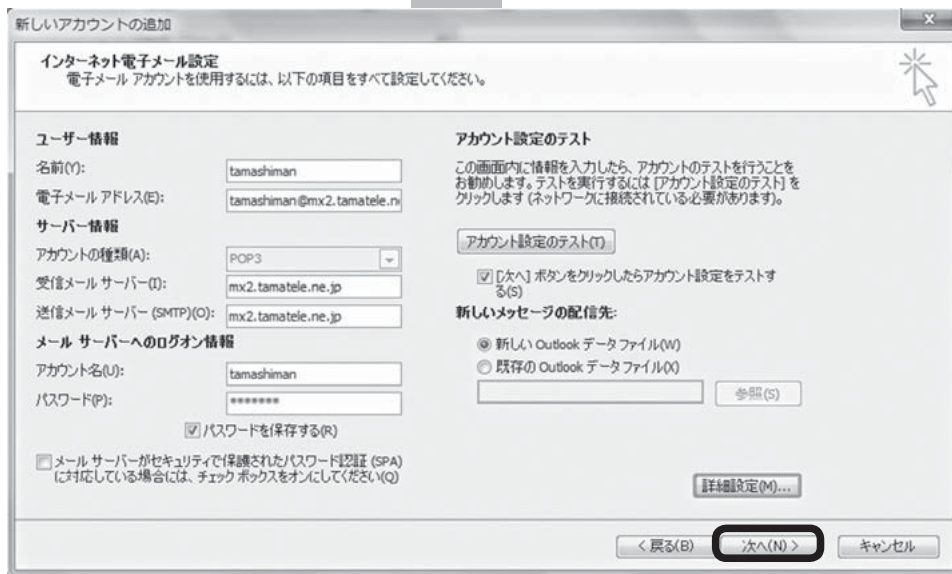 新しいアカウントの追加
インターネット電子メール設定
電子メール アカウントを使用するには、以下の項目をすべて設定してください。
ユーザー情報
名前(Y):
tamashiman
電子メール アドレス(E):
tamashiman@mx2.tamatele.n
サーバー情報
アカウントの種類(A):
POP3
受信メール サーバー(I):
mx2.tamatele.ne.jp
送信メール サーバー (SMTP)(O):
mx2.tamatele.ne.jp
メール サーバーへのログオン情報
アカウント名(U):
tamashiman
パスワード(P):
*******
パスワードを保存する(R)
メール サーバーがセキュリティで保護されたパスワード認証 (SPA)
に対応している場合には、チェック ボックスをオンにしてください(Q)
アカウント設定のテスト
この画面内に情報を入力したら、アカウントのテストを行うことを
お勧めします。テストを実行するには [アカウント設定のテスト] を
クリックします (ネットワークに接続されている必要があります)。
アカウント設定のテスト(T)
[次へ] ボタンをクリックしたらアカウント設定をテストす
る(S)
新しいメッセージの配信先:
新しい Outlook データ ファイル(W)
既存の Outlook データ ファイル(X)
参照(S)
詳細設定(M)...
< 戻る(B)
次へ(N) >
キャンセル